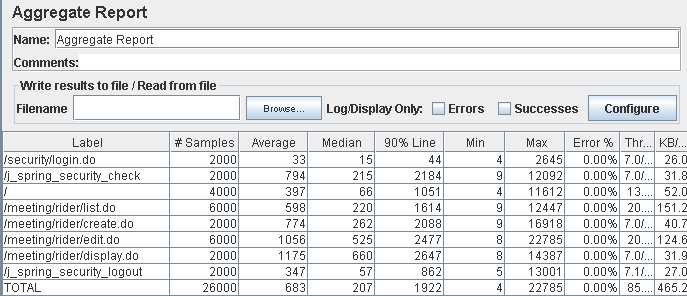 Aggregate Report
Name: Aggregate Report
Comments:
Write results to file / Read from file
Filename Browse... Log/Display Only: Errors Successes Configure
Label # Samples Average Median 90% Line Min Max Error % Thr... KB/...
/security/login.do 2000 33 15 44 4 2645 0.00% 7.0/... 26.0
/j_spring_security_check 2000 794 215 2184 9 12092 0.00% 7.0/... 31.8
/ 4000 397 66 1051 4 11612 0.00% 13.... 52.0
/meeting/rider/list.do 6000 598 220 1614 9 12447 0.00% 20.... 151.2
/meeting/rider/create.do 2000 774 262 2088 9 16918 0.00% 7.0/... 40.7
/meeting/rider/edit.do 6000 1056 525 2477 8 22785 0.00% 20.... 124.6
/meeting/rider/display.do 2000 1175 660 2647 8 14387 0.00% 7.0/... 31.9
/j_spring_security_logout 2000 347 57 862 5 13001 0.00% 7.1/... 27.0
TOTAL 26000 683 207 1922 4 22785 0.00% 85.... 465.2